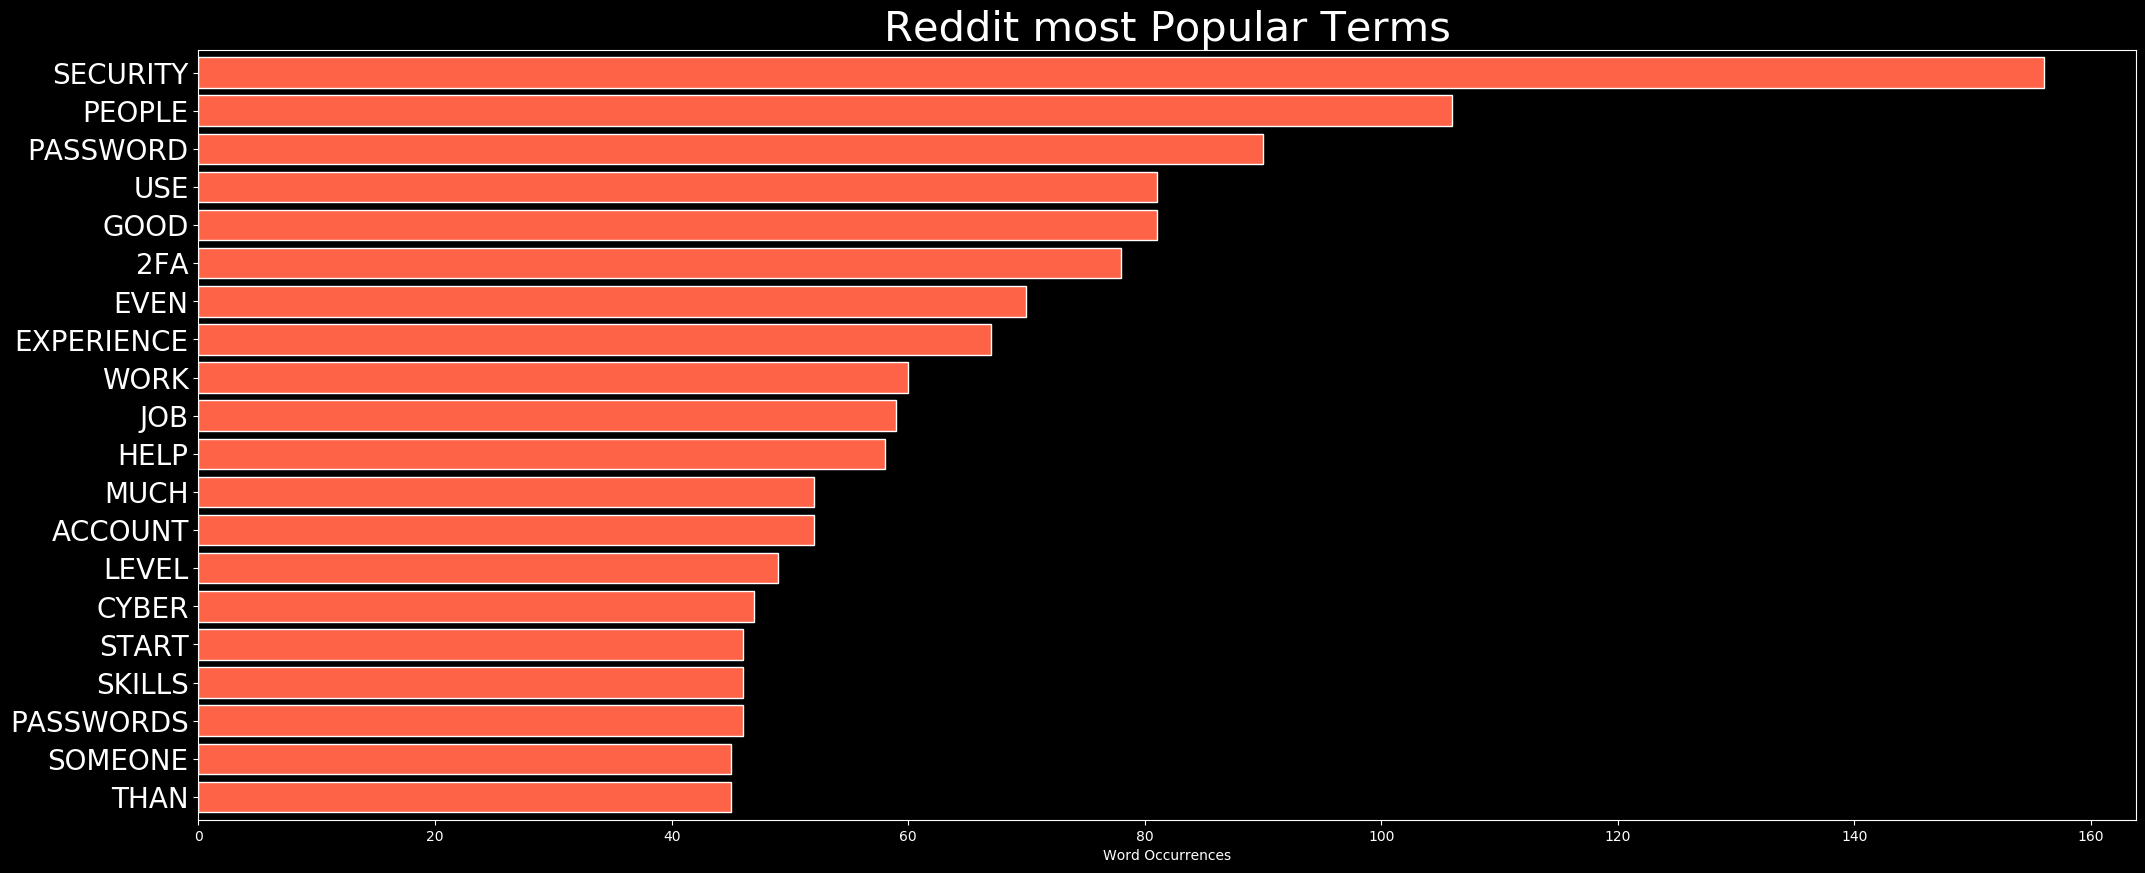 Reddit most Popular Terms
SECURITY
PEOPLE
PASSWORD
USE
GOOD
2FA
EVEN
EXPERIENCE
WORK
JOB
HELP
MUCH
ACCOUNT
LEVEL
CYBER
START
SKILLS
PASSWORDS
SOMEONE
THAN
0 20 40 60 80 100 120 140 160
Word Occurrences